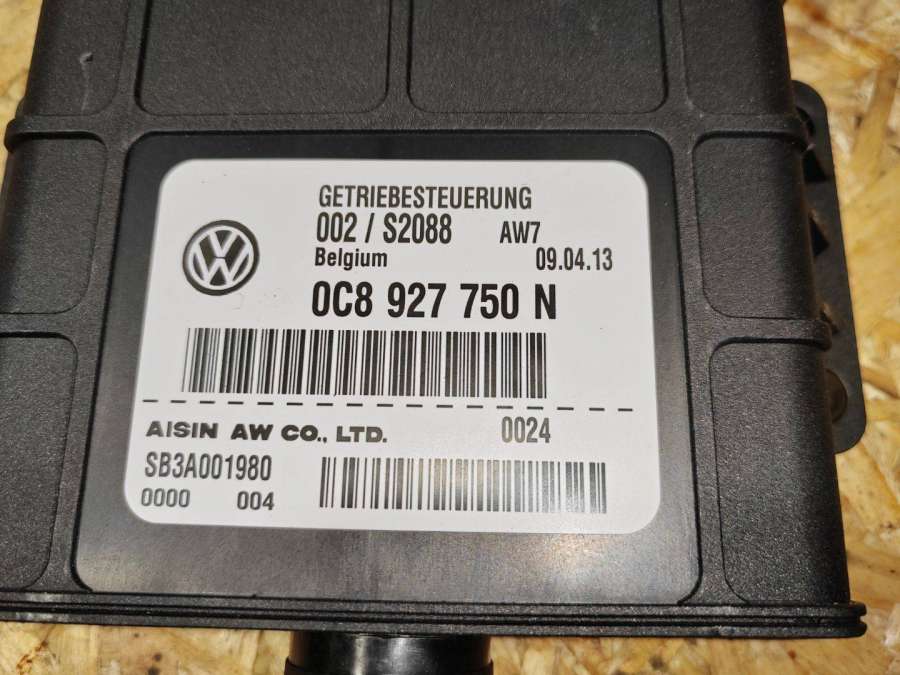 GETRIEBESTEUERUNG
002 / S2088 AW7
Belgium 09.04.13
0C8 927 750 N
AISIN AW CO., LTD. 0024
SB3A001980
0000 004